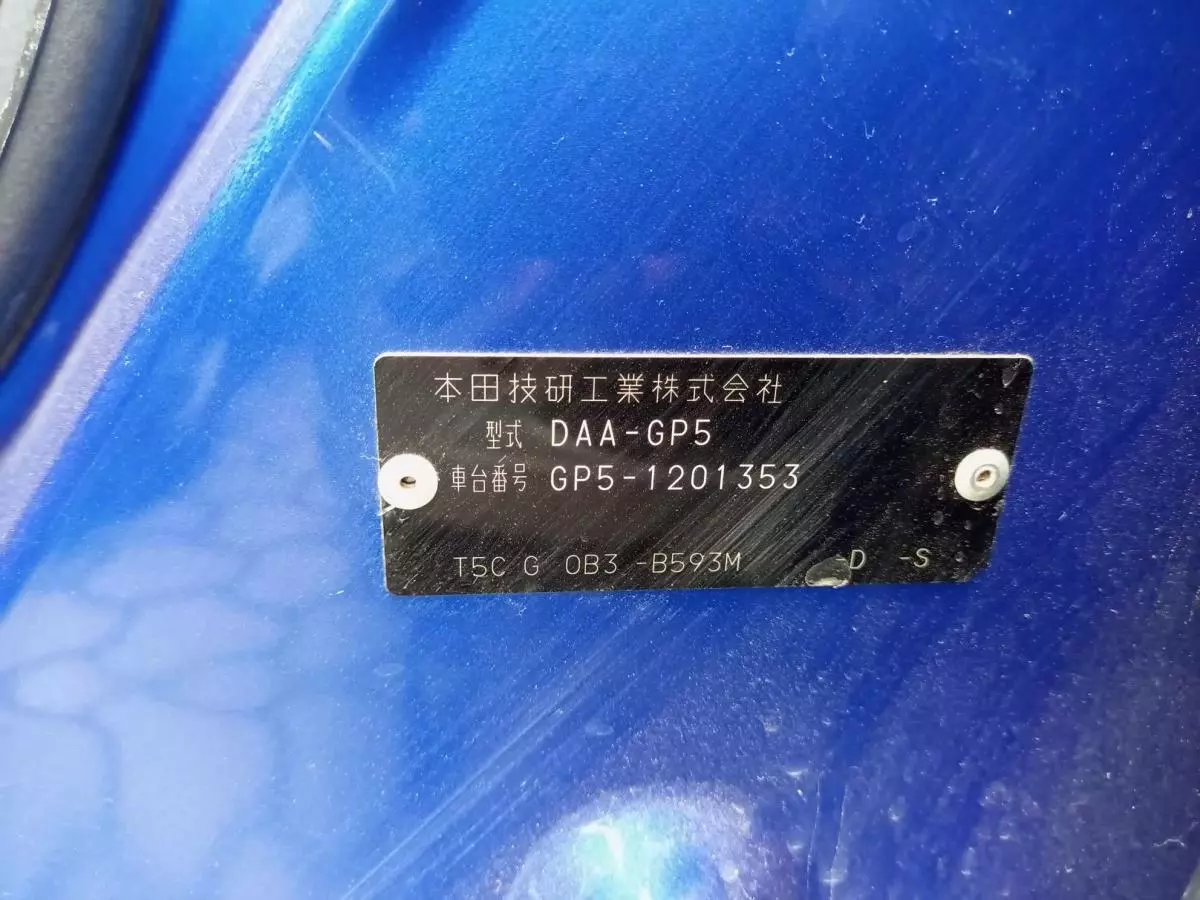 本田技研工業株式会社
型式 DAA-GP5
車台番号 GP5-1201353
T5C G 0B3 -B593M -D -S